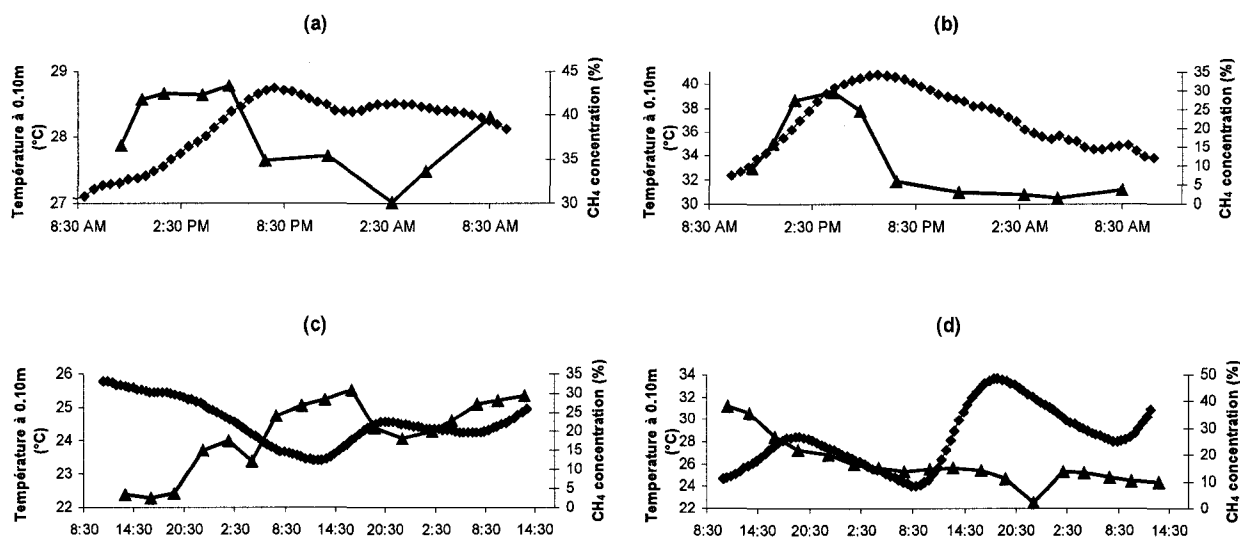 (a)
Température à 0.10m
(°C)
29
28
27
45
40
35
30
CH₄ concentration (%)
8:30 AM 2:30 PM 8:30 PM 2:30 AM 8:30 AM
(b)
Température à 0.10m
(°C)
40
38
36
34
32
30
35
30
25
20
15
10
5
0
CH₄ concentration (%)
8:30 AM 2:30 PM 8:30 PM 2:30 AM 8:30 AM
(c)
Température à 0.10m
(°C)
26
25
24
23
22
35
30
25
20
15
10
5
0
CH₄ concentration (%)
8:30 14:30 20:30 2:30 8:30 14:30 20:30 2:30 8:30 14:30
(d)
Temperature à 0.10m
(°C)
34
32
30
28
26
24
22
50
40
30
20
10
0
CH₄ concentration (%)
8:30 14:30 20:30 2:30 8:30 14:30 20:30 2:30 8:30 14:30